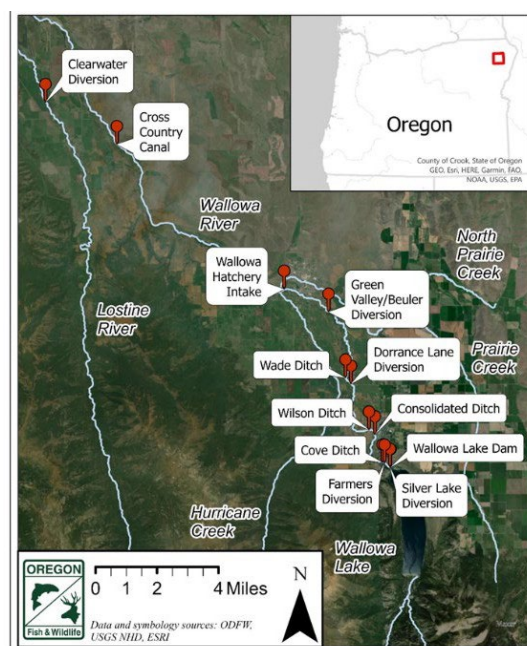 Clearwater
Diversion
Cross
Country
Canal
Oregon
County of Crook, State of Oregon
GEO, Esri, HERE, Garmin, FAO,
NOAA, USGS, EPA
Wallowa
River
North
Prairie
Creek
Wallowa
Hatchery
Intake
Green
Valley/Beuler
Diversion
Lostine
River
Prairie
Creek
Dorrance Lane
Diversion
Wade Ditch
Wilson Ditch
Consolidated Ditch
Cove Ditch
Wallowa Lake Dam
Farmers
Diversion
Silver Lake
Diversion
Hurricane
Creek
Wallowa
Lake
OREGON
Fish & Wildlife
0 1 2 4 Miles
N
Data and symbology sources: ODFW,
USGS NHD, ESRI